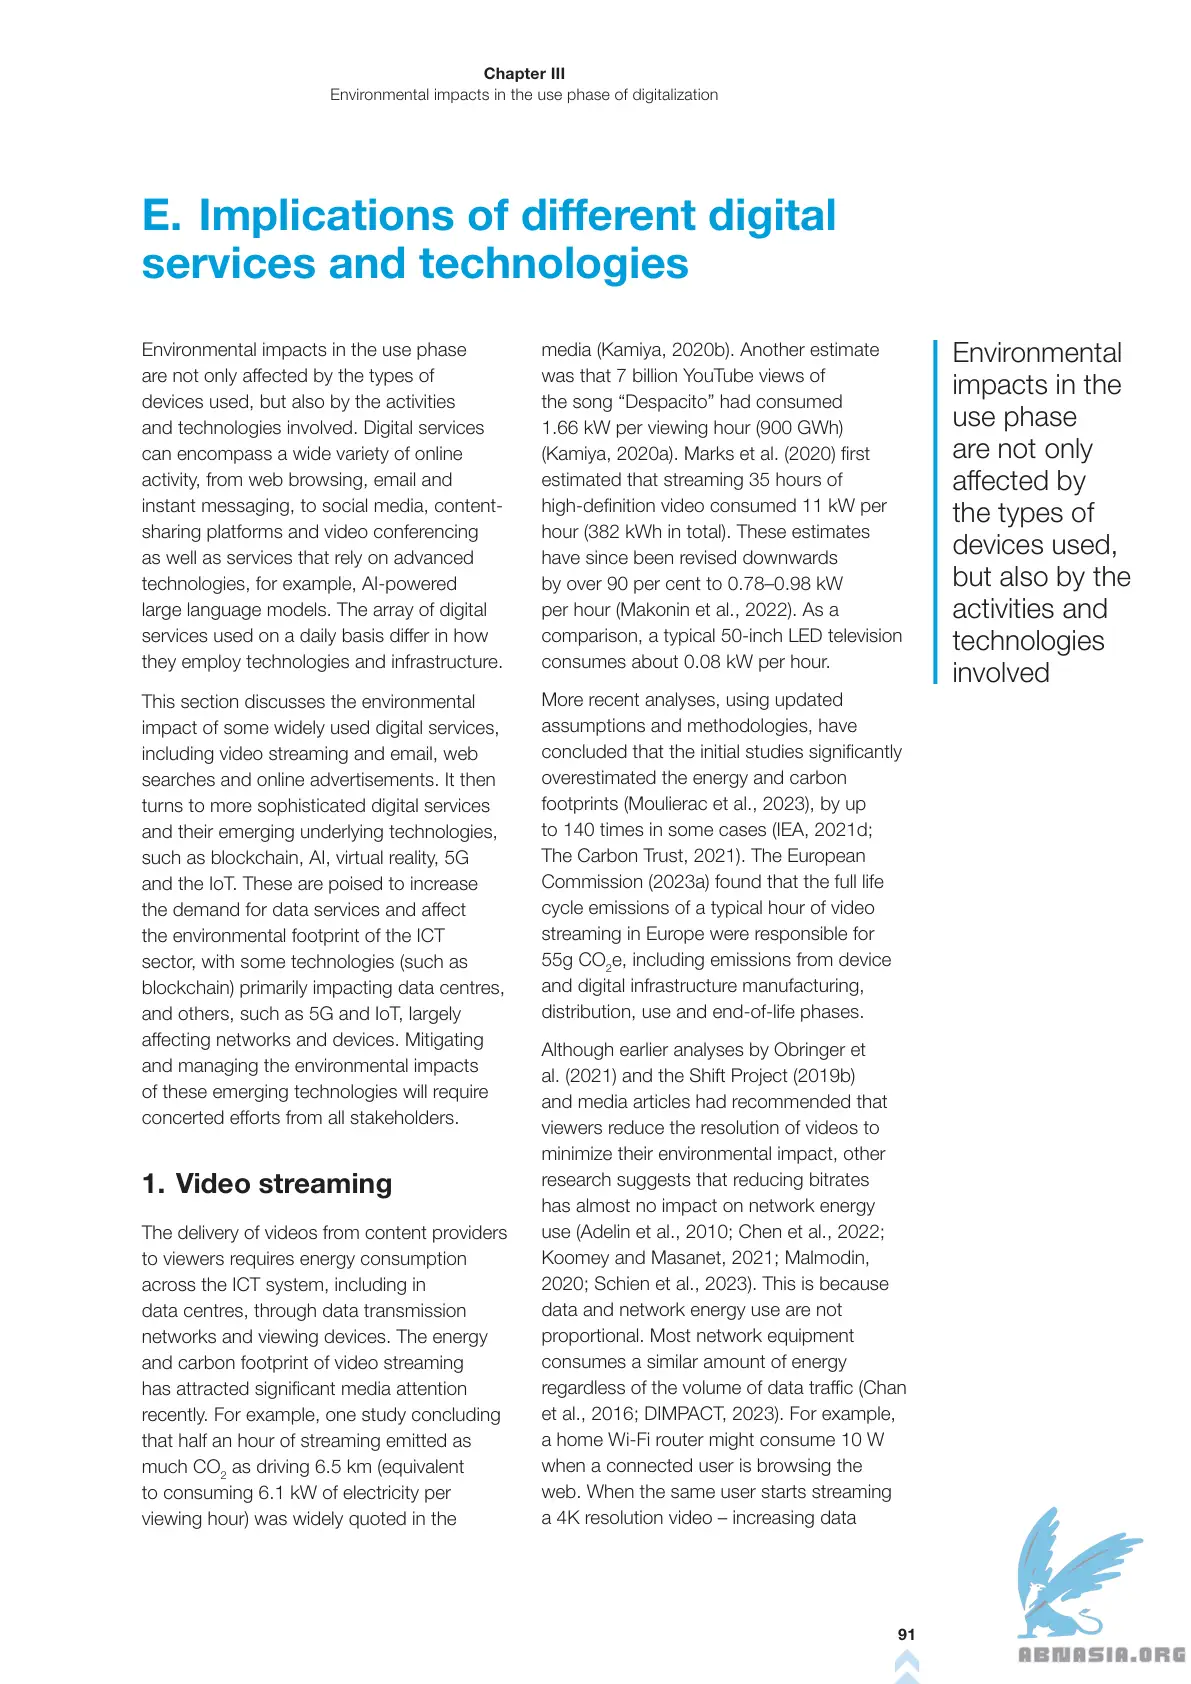 Chapter III
Environmental impacts in the use phase of digitalization
E. Implications of different digital
services and technologies
Environmental impacts in the use phase
are not only affected by the types of
devices used, but also by the activities
and technologies involved. Digital services
can encompass a wide variety of online
activity, from web browsing, email and
instant messaging, to social media, content-
sharing platforms and video conferencing
as well as services that rely on advanced
technologies, for example, AI-powered
large language models. The array of digital
services used on a daily basis differ in how
they employ technologies and infrastructure.
This section discusses the environmental
impact of some widely used digital services,
including video streaming and email, web
searches and online advertisements. It then
turns to more sophisticated digital services
and their emerging underlying technologies,
such as blockchain, AI, virtual reality, 5G
and the IoT. These are poised to increase
the demand for data services and affect
the environmental footprint of the ICT
sector, with some technologies (such as
blockchain) primarily impacting data centres,
and others, such as 5G and IoT, largely
affecting networks and devices. Mitigating
and managing the environmental impacts
of these emerging technologies will require
concerted efforts from all stakeholders.
1. Video streaming
The delivery of videos from content providers
to viewers requires energy consumption
across the ICT system, including in
data centres, through data transmission
networks and viewing devices. The energy
and carbon footprint of video streaming
has attracted significant media attention
recently. For example, one study concluding
that half an hour of streaming emitted as
much CO2 as driving 6.5 km (equivalent
to consuming 6.1 kW of electricity per
viewing hour) was widely quoted in the
media (Kamiya, 2020b). Another estimate
was that 7 billion YouTube views of
the song “Despacito” had consumed
1.66 kW per viewing hour (900 GWh)
(Kamiya, 2020a). Marks et al. (2020) first
estimated that streaming 35 hours of
high-definition video consumed 11 kW per
hour (382 kWh in total). These estimates
have since been revised downwards
by over 90 per cent to 0.78–0.98 kW
per hour (Makonin et al., 2022). As a
comparison, a typical 50-inch LED television
consumes about 0.08 kW per hour.
More recent analyses, using updated
assumptions and methodologies, have
concluded that the initial studies significantly
overestimated the energy and carbon
footprints (Moulierac et al., 2023), by up
to 140 times in some cases (IEA, 2021d;
The Carbon Trust, 2021). The European
Commission (2023a) found that the full life
cycle emissions of a typical hour of video
streaming in Europe were responsible for
55g CO2e, including emissions from device
and digital infrastructure manufacturing,
distribution, use and end-of-life phases.
Although earlier analyses by Obringer et
al. (2021) and the Shift Project (2019b)
and media articles had recommended that
viewers reduce the resolution of videos to
minimize their environmental impact, other
research suggests that reducing bitrates
has almost no impact on network energy
use (Adelin et al., 2010; Chen et al., 2022;
Koomey and Masanet, 2021; Malmodin,
2020; Schien et al., 2023). This is because
data and network energy use are not
proportional. Most network equipment
consumes a similar amount of energy
regardless of the volume of data traffic (Chan
et al., 2016; DIMPACT, 2023). For example,
a home Wi-Fi router might consume 10 W
when a connected user is browsing the
web. When the same user starts streaming
a 4K resolution video – increasing data
Environmental
impacts in the
use phase
are not only
affected by
the types of
devices used,
but also by the
activities and
technologies
involved
91
ABNASIA.ORG